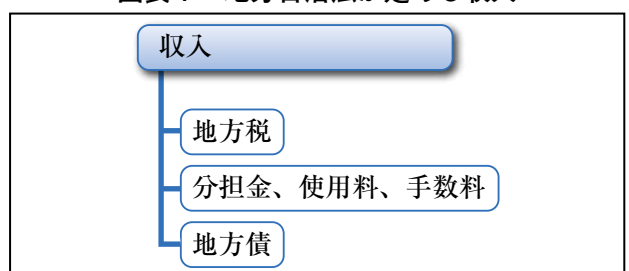 収入
地方税
分担金、使用料、手数料
地方債